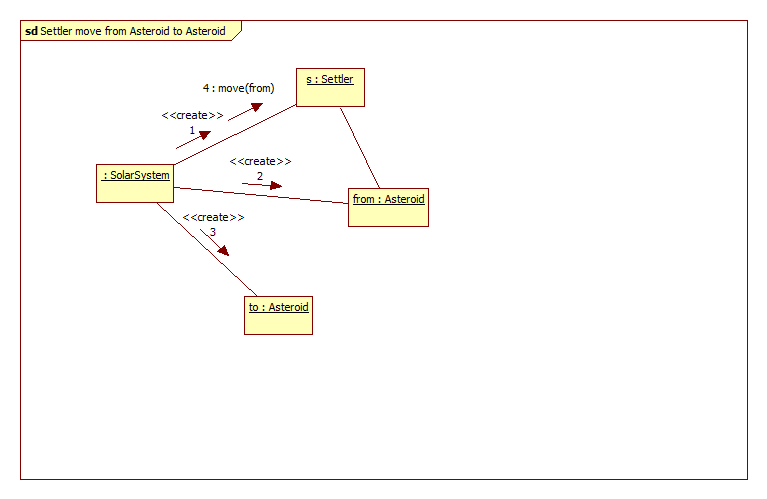 sd Settler move from Asteroid to Asteroid
s : Settler
4 : move(from)
<<create>>
1
<<create>>
2
: SolarSystem
from : Asteroid
<<create>>
3
to : Asteroid